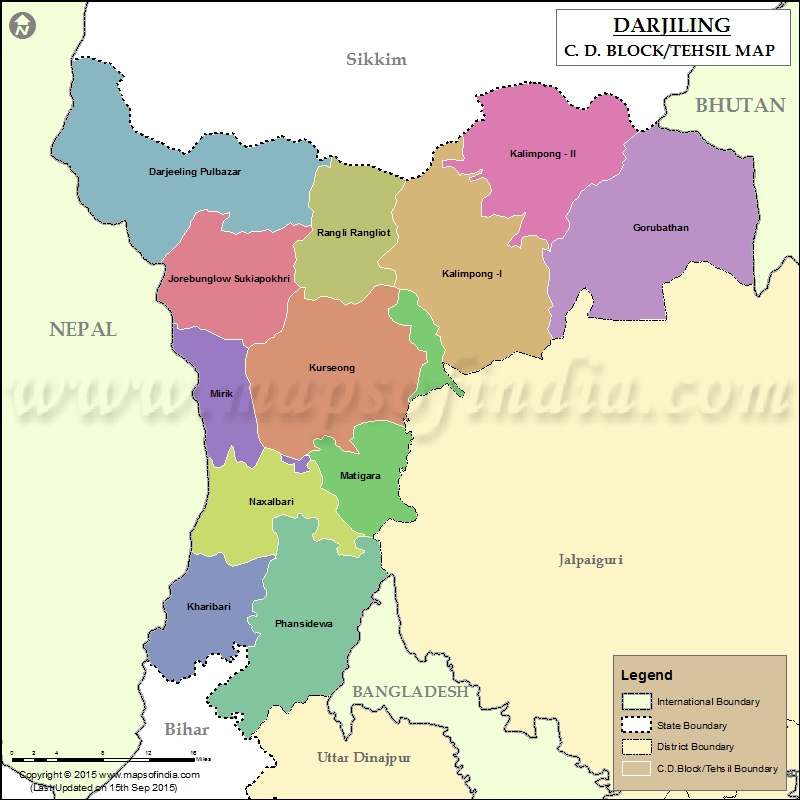 N
DARJILING
C. D. BLOCK/TEHSIL MAP
Sikkim
BHUTAN
Kalimpong - II
Darjeeling Pulbazar
Gorubathan
Rangli Rangliot
Kalimpong -I
Jorebunglow Sukiapokhri
NEPAL
Kurseong
Mirik
www.mapsofindia.com
Matigara
Naxalbari
Jalpaiguri
Kharibari
Phansidewa
BANGLADESH
Bihar
Uttar Dinajpur
Legend
International Boundary
State Boundary
District Boundary
C.D.Block/Tehsil Boundary
0 2 4 8 12 16
Miles
Copyright © 2015 www.mapsofindia.com
(Last Updated on 15th Sep 2015)